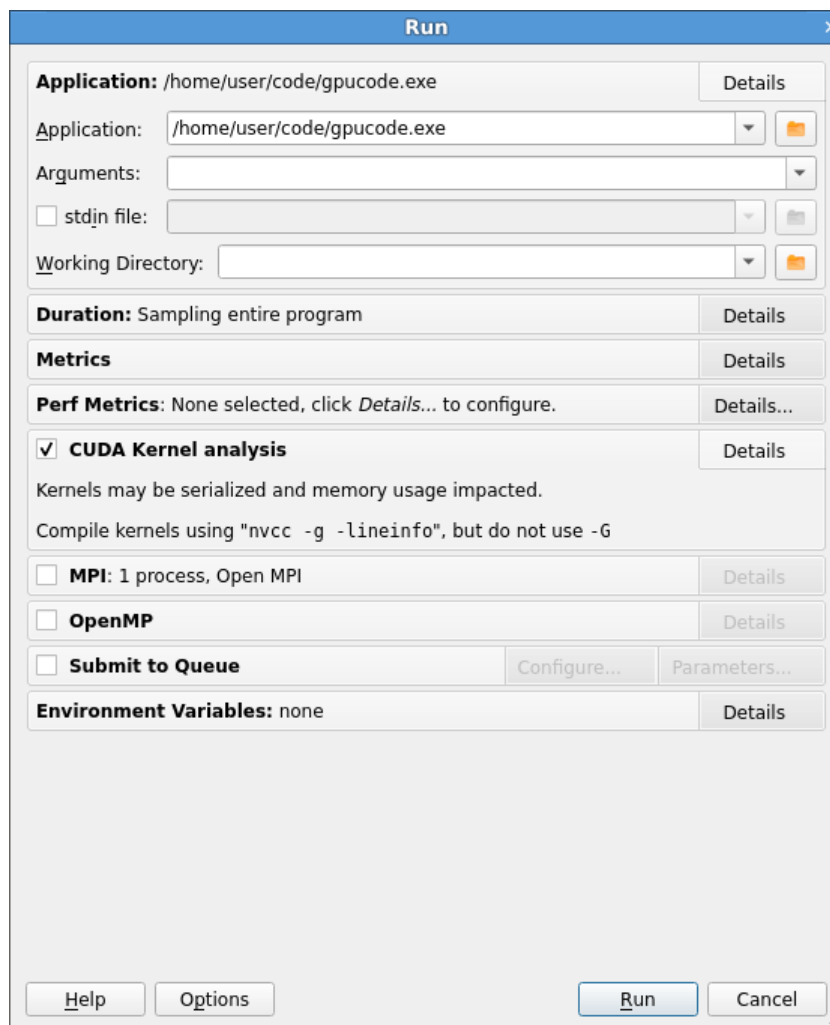 Run
Application: /home/user/code/gpucode.exe Details
Application: /home/user/code/gpucode.exe
Arguments:
stdin file:
Working Directory:
Duration: Sampling entire program Details
Metrics Details
Perf Metrics: None selected, click Details... to configure. Details...
CUDA Kernel analysis Details
Kernels may be serialized and memory usage impacted.
Compile kernels using "nvcc -g -lineinfo", but do not use -G
MPI: 1 process, Open MPI Details
OpenMP Details
Submit to Queue Configure... Parameters...
Environment Variables: none Details
Help Options Run Cancel